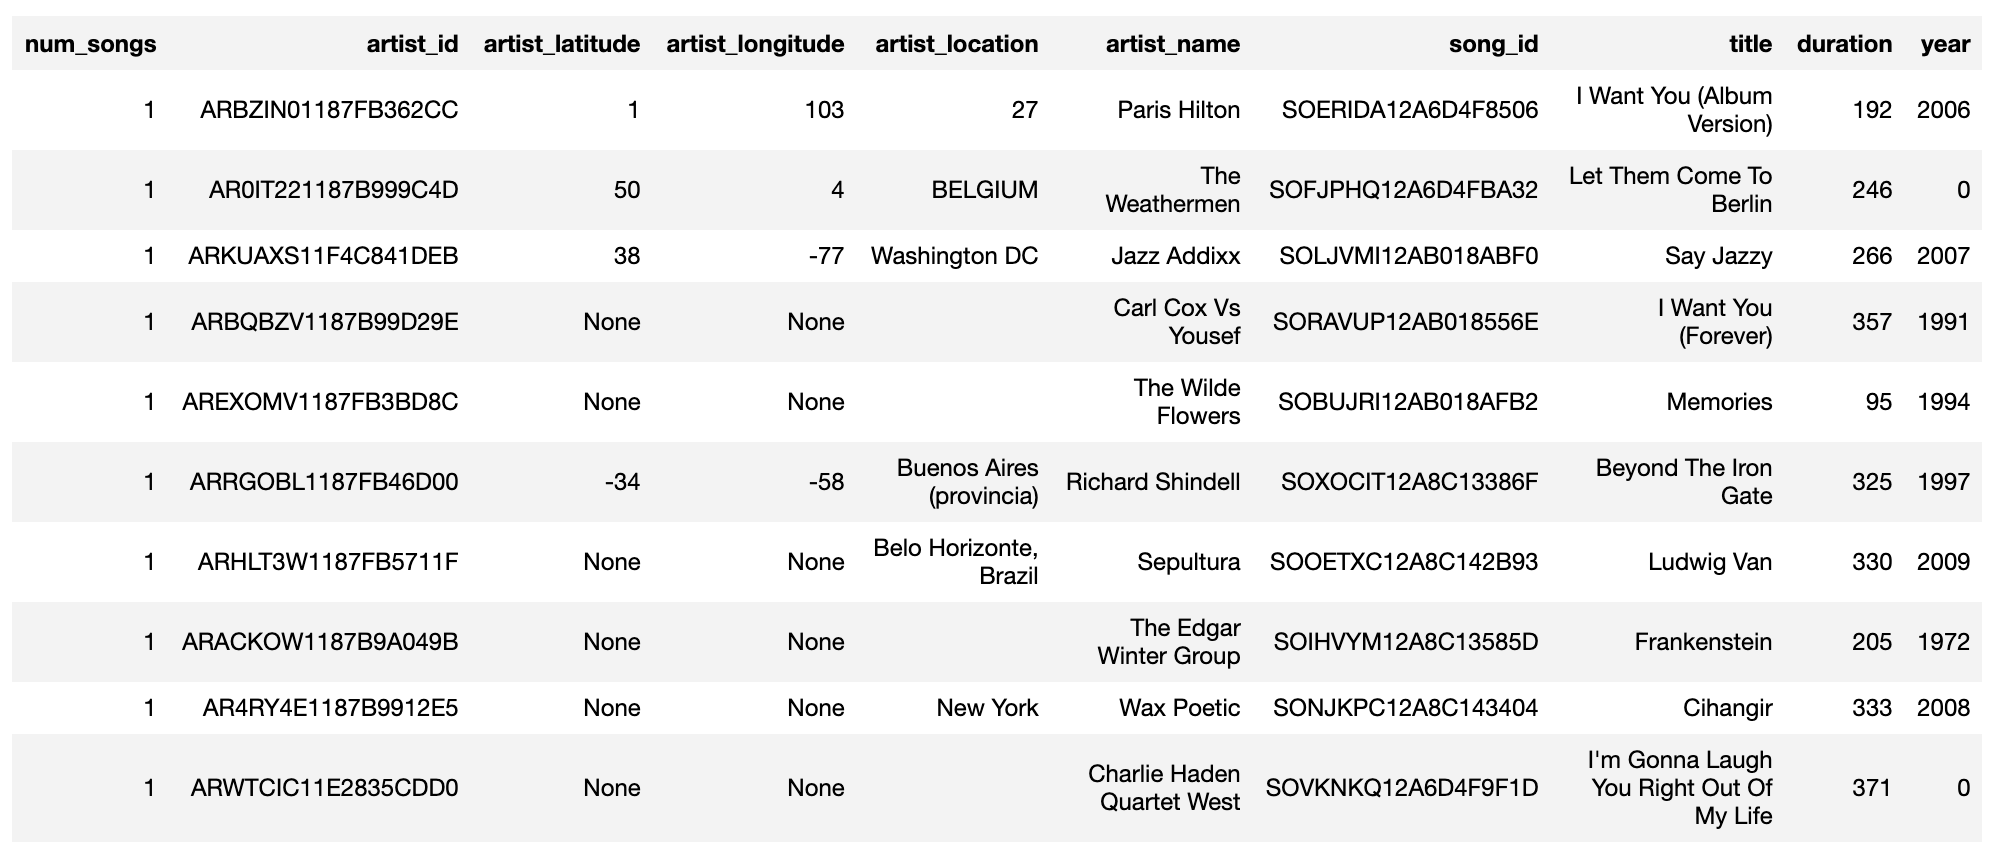 num_songs artist_id artist_latitude artist_longitude artist_location artist_name song_id title duration year
1 ARBZIN01187FB362CC 1 103 27 Paris Hilton SOERIDA12A6D4F8506 I Want You (Album Version) 192 2006
1 AR0IT221187B999C4D 50 4 BELGIUM The Weathermen SOFJPHQ12A6D4FBA32 Let Them Come To Berlin 246 0
1 ARKUAXS11F4C841DEB 38 -77 Washington DC Jazz Addixx SOLJVMI12AB018ABF0 Say Jazzy 266 2007
1 ARBQBZV1187B99D29E None None Carl Cox Vs Yousef SORAVUP12AB018556E I Want You (Forever) 357 1991
1 AREXOMV1187FB3BD8C None None The Wilde Flowers SOBUJRI12AB018AFB2 Memories 95 1994
1 ARRGOBL1187FB46D00 -34 -58 Buenos Aires (provincia) Richard Shindell SOXOCIT12A8C13386F Beyond The Iron Gate 325 1997
1 ARHLT3W1187FB5711F None None Belo Horizonte, Brazil Sepultura SOOETXC12A8C142B93 Ludwig Van 330 2009
1 ARACKOW1187B9A049B None None The Edgar Winter Group SOIHVYM12A8C13585D Frankenstein 205 1972
1 AR4RY4E1187B9912E5 None None New York Wax Poetic SONJKPC12A8C143404 Cihangir 333 2008
1 ARWTCIC11E2835CDD0 None None Charlie Haden Quartet West SOVKNKQ12A6D4F9F1D I'm Gonna Laugh You Right Out Of My Life 371 0